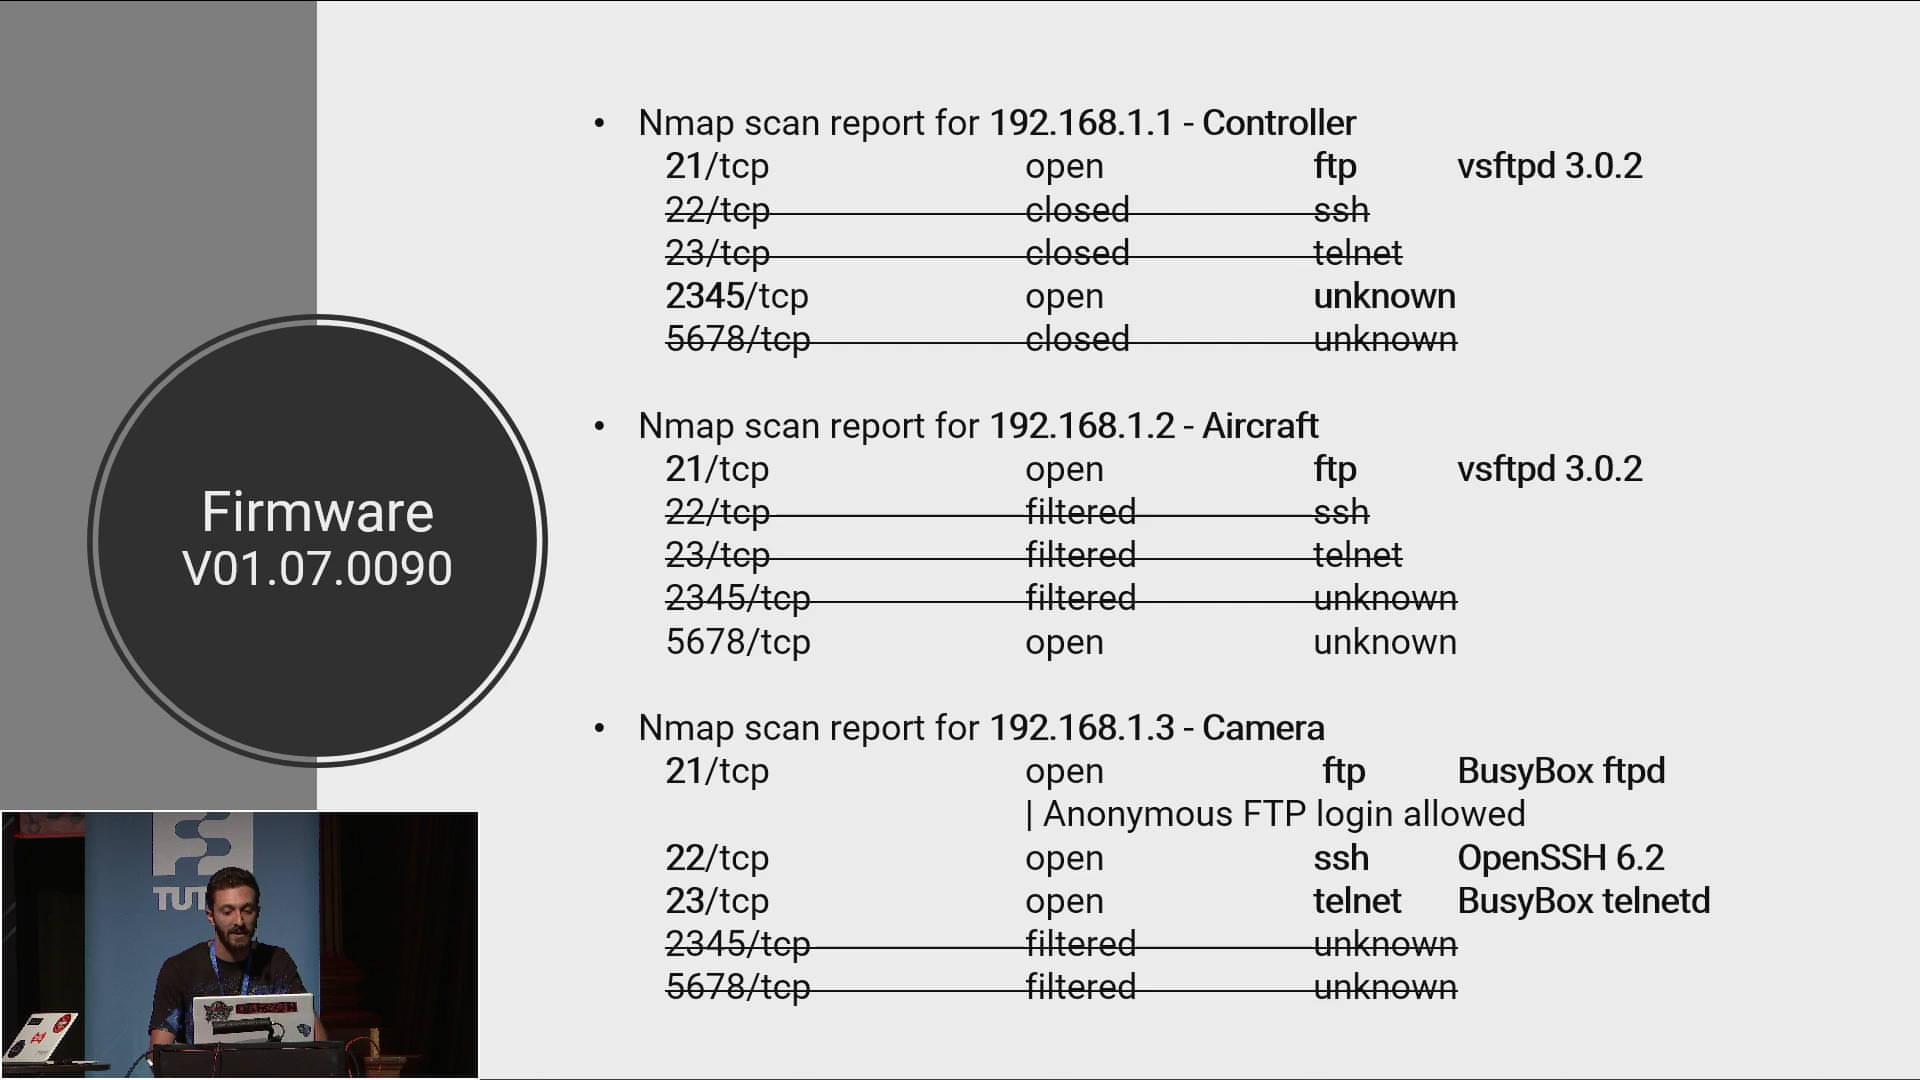 • Nmap scan report for 192.168.1.1 - Controller
21/tcp open ftp vsftpd 3.0.2
22/tcp closed ssh
23/tcp closed telnet
2345/tcp open unknown
5678/tcp closed unknown
• Nmap scan report for 192.168.1.2 - Aircraft
21/tcp open ftp vsftpd 3.0.2
22/tcp filtered ssh
23/tcp filtered telnet
2345/tcp filtered unknown
5678/tcp open unknown
• Nmap scan report for 192.168.1.3 - Camera
21/tcp open ftp BusyBox ftpd
| Anonymous FTP login allowed
22/tcp open ssh OpenSSH 6.2
23/tcp open telnet BusyBox telnetd
2345/tcp filtered unknown
5678/tcp filtered unknown
Firmware
V01.07.0090
TUT